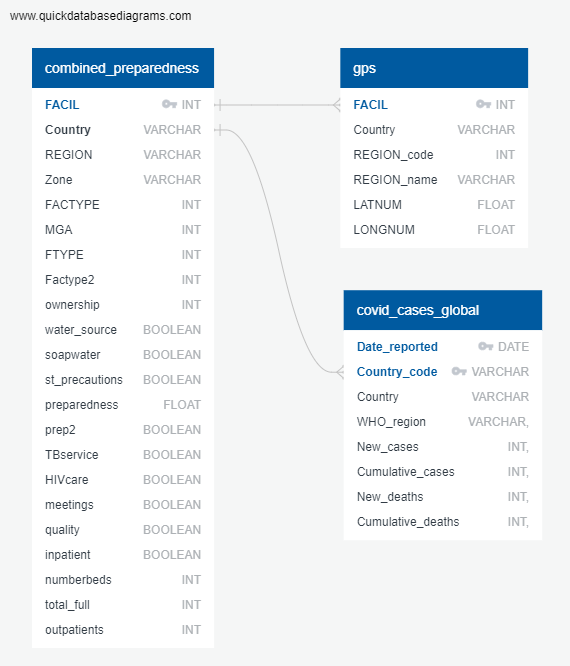 www.quickdatabasediagrams.com
combined_preparedness
FACIL INT
Country VARCHAR
REGION VARCHAR
Zone VARCHAR
FACTYPE INT
MGA INT
FTYPE INT
Factype2 INT
ownership INT
water_source BOOLEAN
soapwater BOOLEAN
st_precautions BOOLEAN
preparedness FLOAT
prep2 BOOLEAN
TBservice BOOLEAN
HIVcare BOOLEAN
meetings BOOLEAN
quality BOOLEAN
inpatient BOOLEAN
numberbeds INT
total_full INT
outpatients INT
gps
FACIL INT
Country VARCHAR
REGION_code INT
REGION_name VARCHAR
LATNUM FLOAT
LONGNUM FLOAT
covid_cases_global
Date_reported DATE
Country_code VARCHAR
Country VARCHAR
WHO_region VARCHAR,
New_cases INT,
Cumulative_cases INT,
New_deaths INT,
Cumulative_deaths INT,